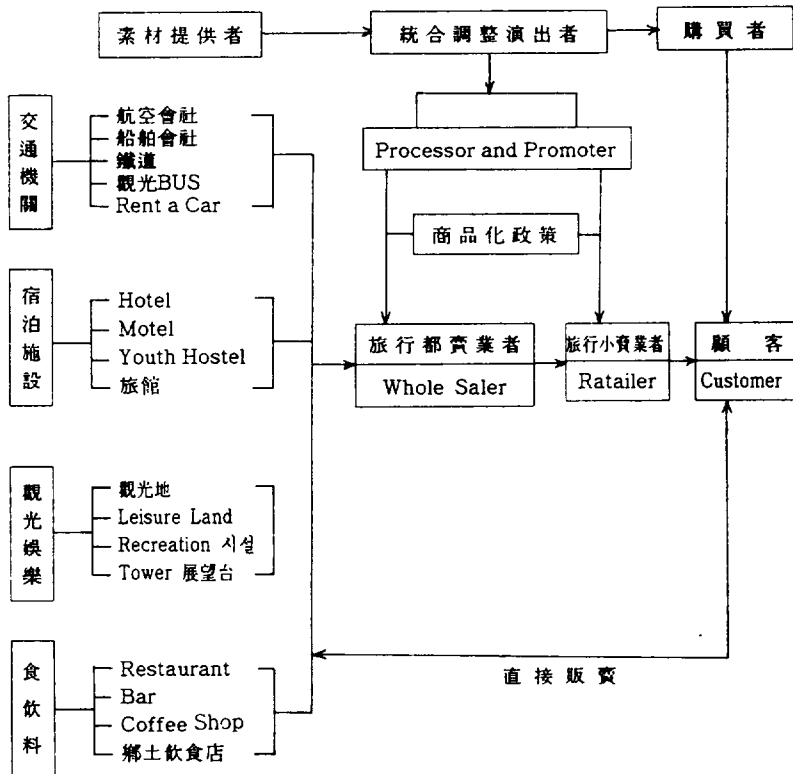 素材提供者
統合調整演出者
購買者
交通機關
航空會社
船舶會社
鐵道
觀光BUS
Rent a Car
Processor and Promoter
商品化政策
宿泊施設
Hotel
Motel
Youth Hostel
旅館
旅行都賣業者
Whole Saler
旅行小賣業者
Ratailer
顧客
Customer
觀光娛樂
觀光地
Leisure Land
Recreation 시설
Tower 展望台
直接販賣
食飲料
Restaurant
Bar
Coffee Shop
鄕土飮食店